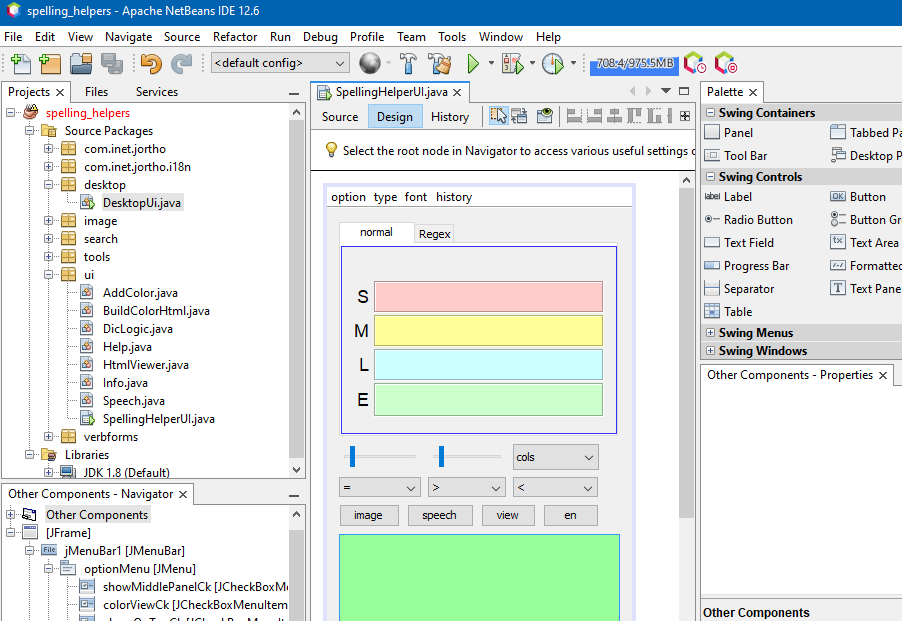 spelling_helpers - Apache NetBeans IDE 12.6
File Edit View Navigate Source Refactor Run Debug Profile Team Tools Window Help
<default config> 708.4/975.5MB
Projects Files Services
spelling_helpers
Source Packages
com.inet.jortho
com.inet.jortho.i18n
desktop
DesktopUi.java
image
search
tools
ui
AddColor.java
BuildColorHtml.java
DicLogic.java
Help.java
HtmlViewer.java
Info.java
Speech.java
SpellingHelperUI.java
verbforms
Libraries
JDK 1.8 (Default)
Other Components - Navigator
Other Components
[JFrame]
jMenuBar1 [JMenuBar]
optionMenu [JMenu]
showMiddlePanelCk [JCheckBoxM
colorViewCk [JCheckBoxMenuItem
SpellingHelperUI.java
Source Design History
Select the root node in Navigator to access various useful settings o
option type font history
normal Regex
S
M
L
E
cols
= > <
image speech view en
Palette
Swing Containers
Panel Tabbed Pa
Tool Bar Desktop P
Swing Controls
Label Button
label OK
Radio Button Button Gr
Text Field Text Area
Progress Bar Formatted
Separator Text Pane
Table
Swing Menus
Swing Windows
Other Components - Properties
Other Components